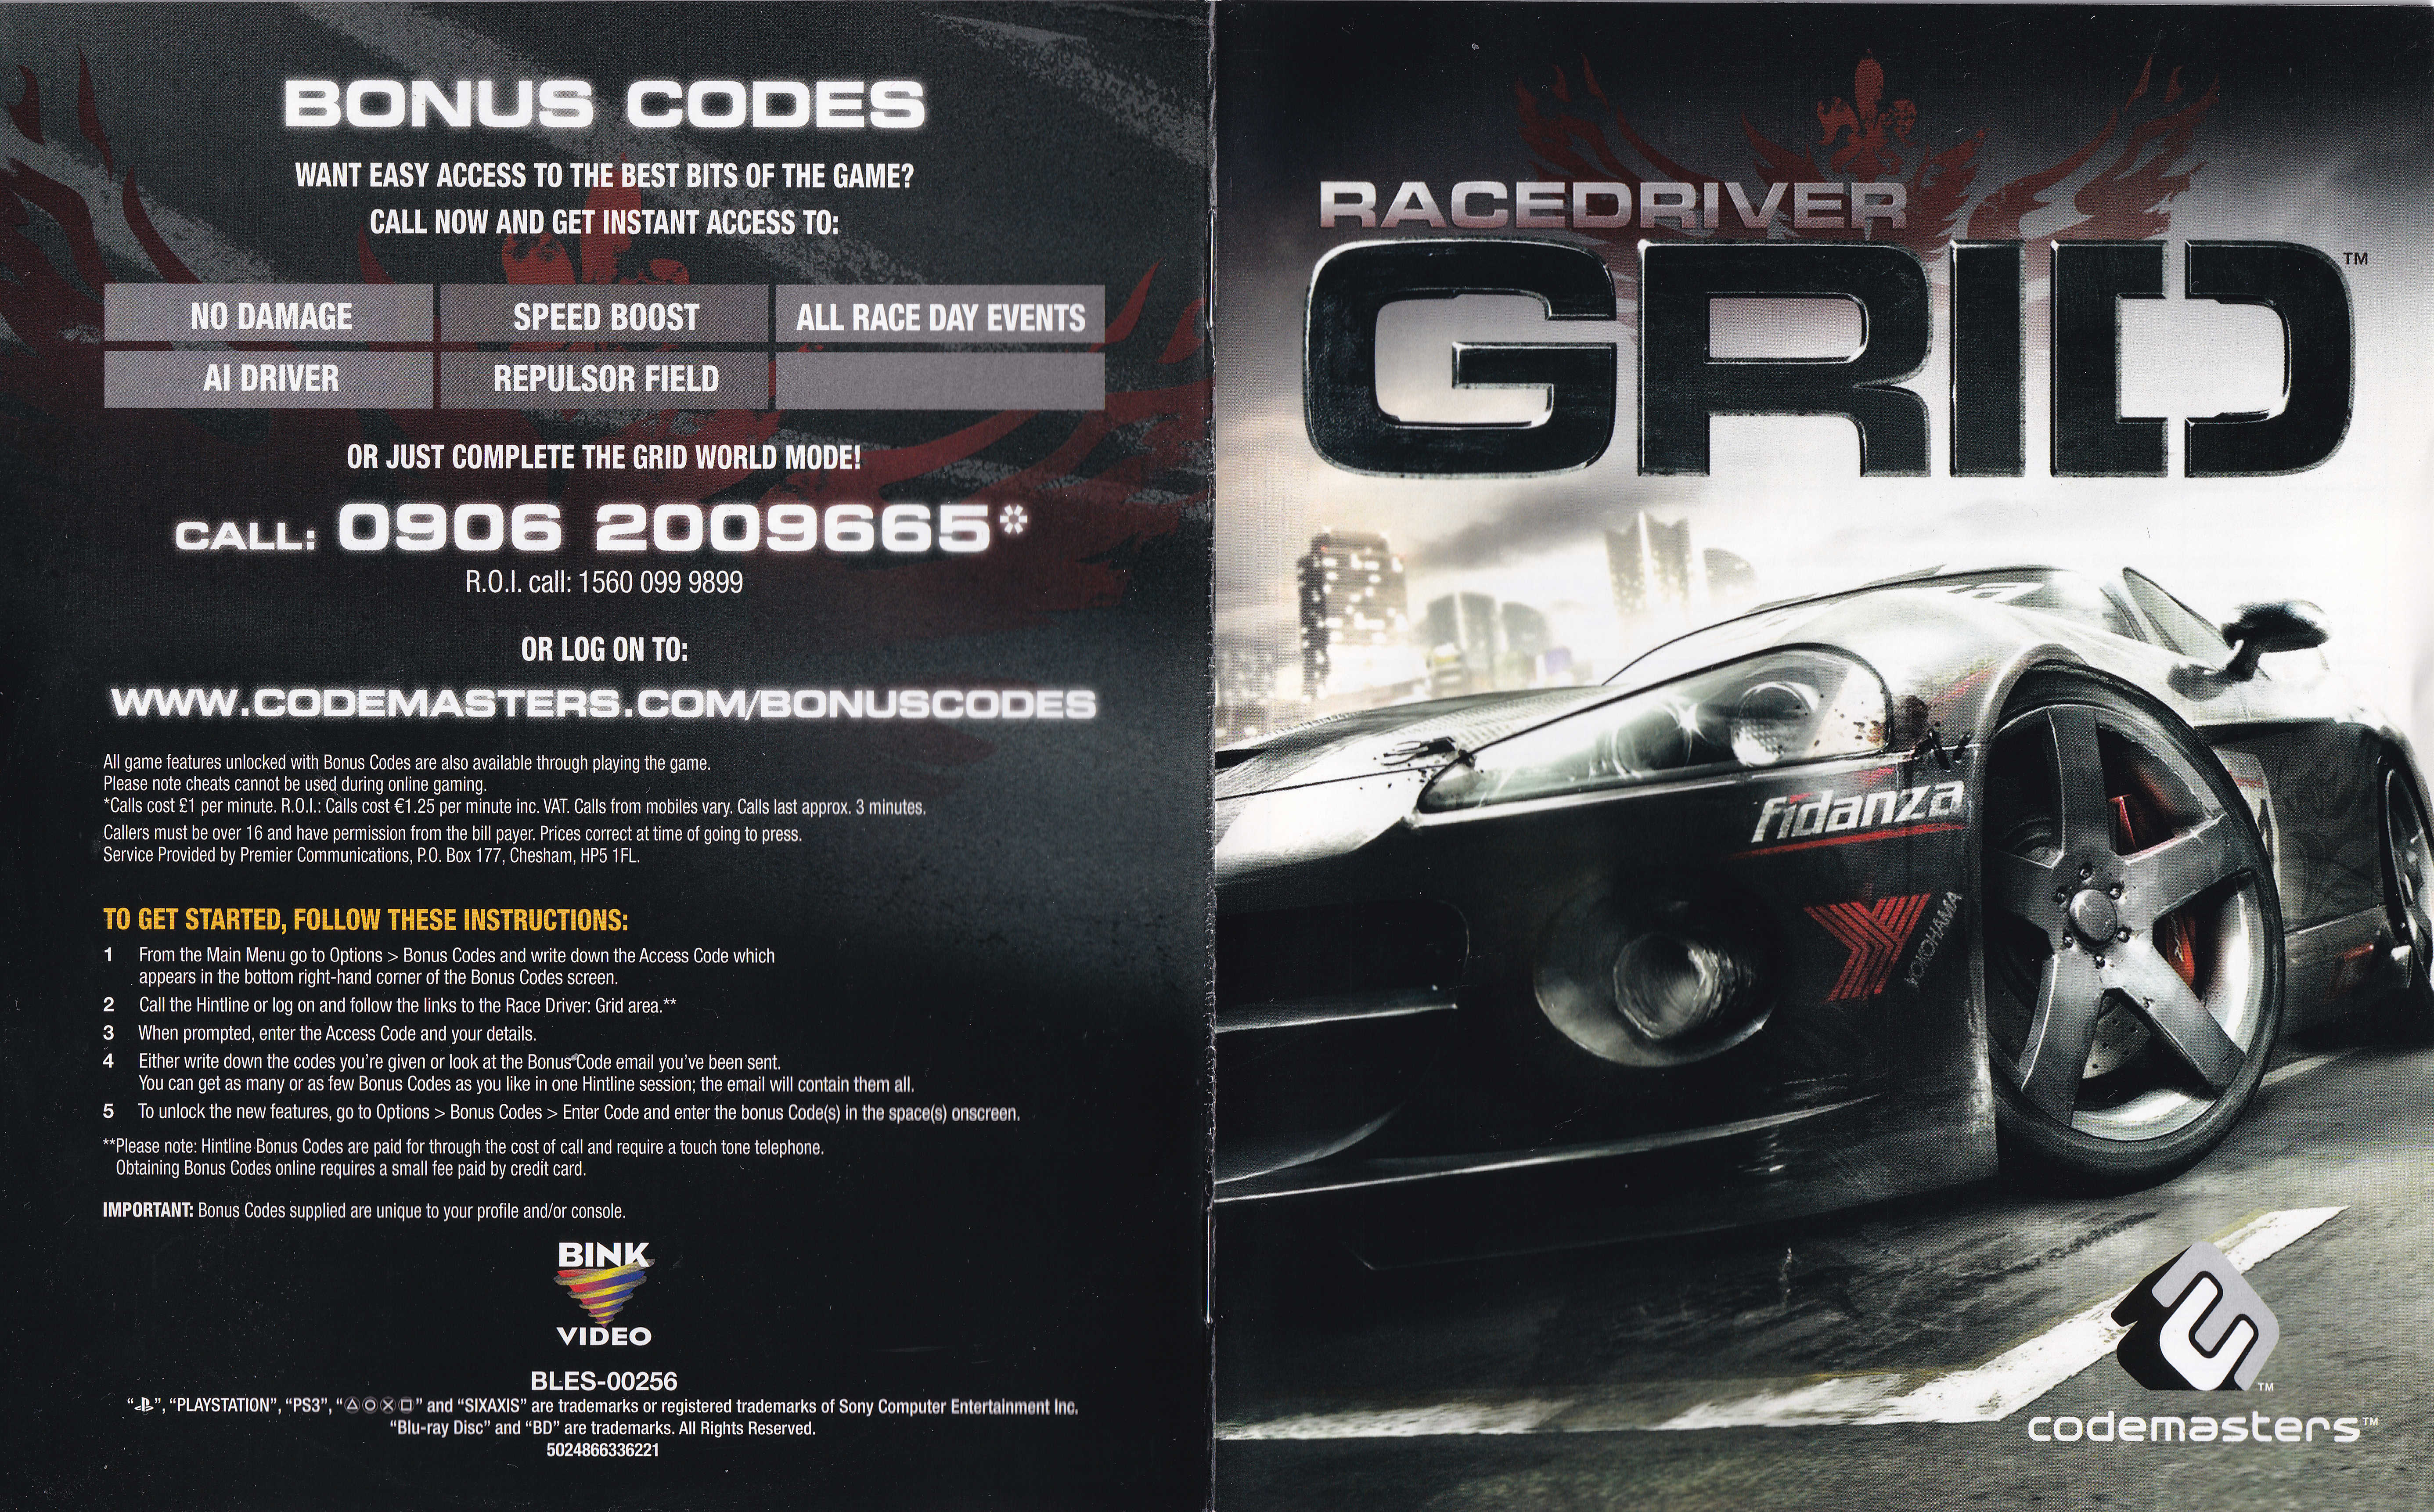 BONUS CODES
WANT EASY ACCESS TO THE BEST BITS OF THE GAME?
CALL NOW AND GET INSTANT ACCESS TO:
NO DAMAGE SPEED BOOST ALL RACE DAY EVENTS
AI DRIVER REPULSOR FIELD
OR JUST COMPLETE THE GRID WORLD MODE!
CALL: 0906 2009665*
R.O.I. call: 1560 099 9899
OR LOG ON TO:
WWW.CODEMASTERS.COM/BONUSCODES
All game features unlocked with Bonus Codes are also available through playing the game.
Please note cheats cannot be used during online gaming.
*Calls cost £1 per minute. R.O.I.: Calls cost €1.25 per minute inc. VAT. Calls from mobiles vary. Calls last approx. 3 minutes.
Callers must be over 16 and have permission from the bill payer. Prices correct at time of going to press.
Service Provided by Premier Communications, P.O. Box 177, Chesham, HP5 1FL.
TO GET STARTED, FOLLOW THESE INSTRUCTIONS:
1 From the Main Menu go to Options > Bonus Codes and write down the Access Code which
appears in the bottom right-hand corner of the Bonus Codes screen.
2 Call the Hintline or log on and follow the links to the Race Driver: Grid area.**
3 When prompted, enter the Access Code and your details.
4 Either write down the codes you're given or look at the Bonus Code email you've been sent.
You can get as many or as few Bonus Codes as you like in one Hintline session; the email will contain them all.
5 To unlock the new features, go to Options > Bonus Codes > Enter Code and enter the bonus Code(s) in the space(s) onscreen.
**Please note: Hintline Bonus Codes are paid for through the cost of call and require a touch tone telephone.
Obtaining Bonus Codes online requires a small fee paid by credit card.
IMPORTANT: Bonus Codes supplied are unique to your profile and/or console.
BINK
VIDEO
BLES-00256
"PS", "PLAYSTATION", "PS3", "△○✕□" and "SIXAXIS" are trademarks or registered trademarks of Sony Computer Entertainment Inc.
"Blu-ray Disc" and "BD" are trademarks. All Rights Reserved.
5024866336221
RACEDRIVER
GRID™
fidanza
YOKOHAMA
™
codemasters™